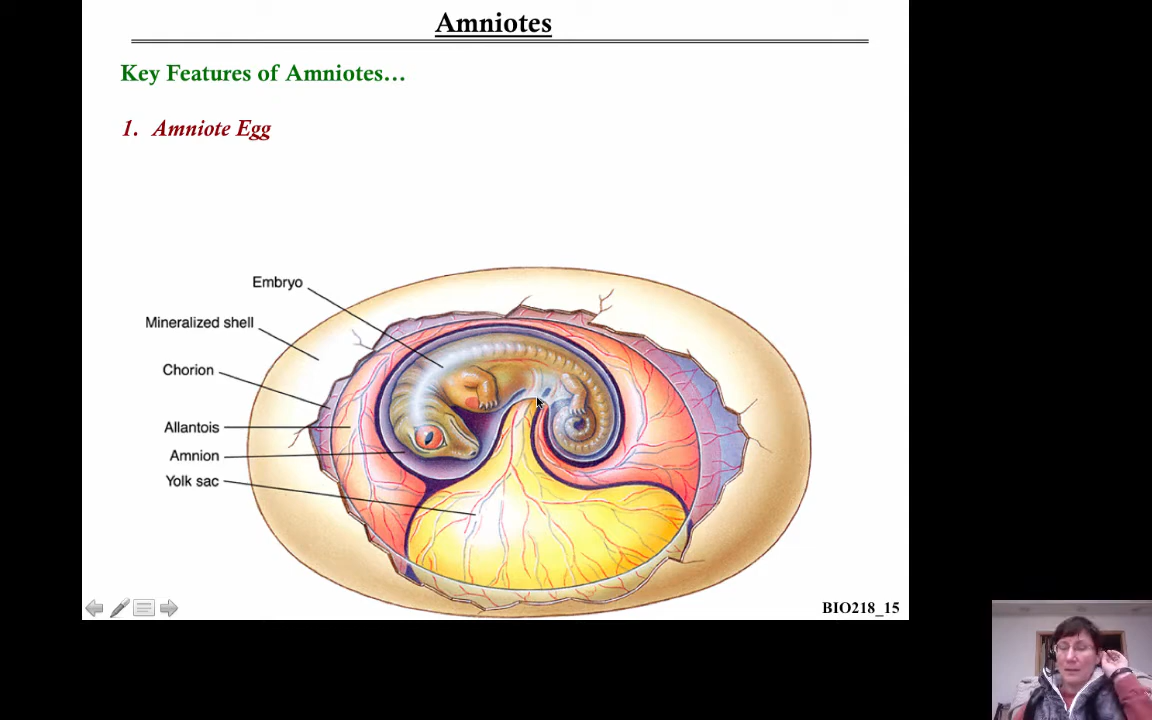 Amniotes
Key Features of Amniotes…
1. Amniote Egg
Embryo
Mineralized shell
Chorion
Allantois
Amnion
Yolk sac
BIO218_15